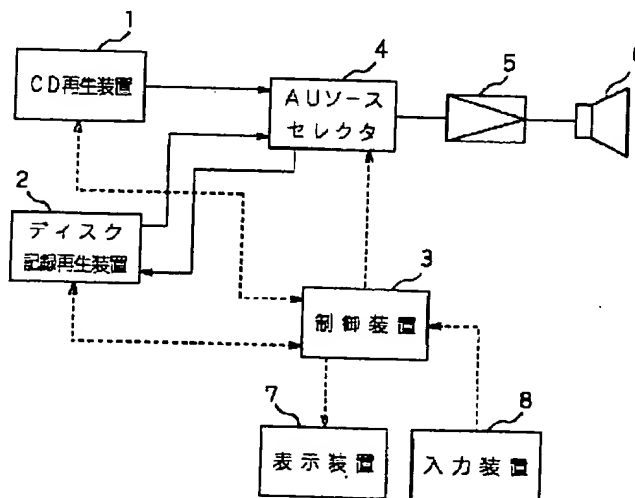 1
CD再生装置
4
AUソース
セレクタ
5
6
2
ディスク
記録再生装置
3
制御装置
7
表示装置
8
入力装置